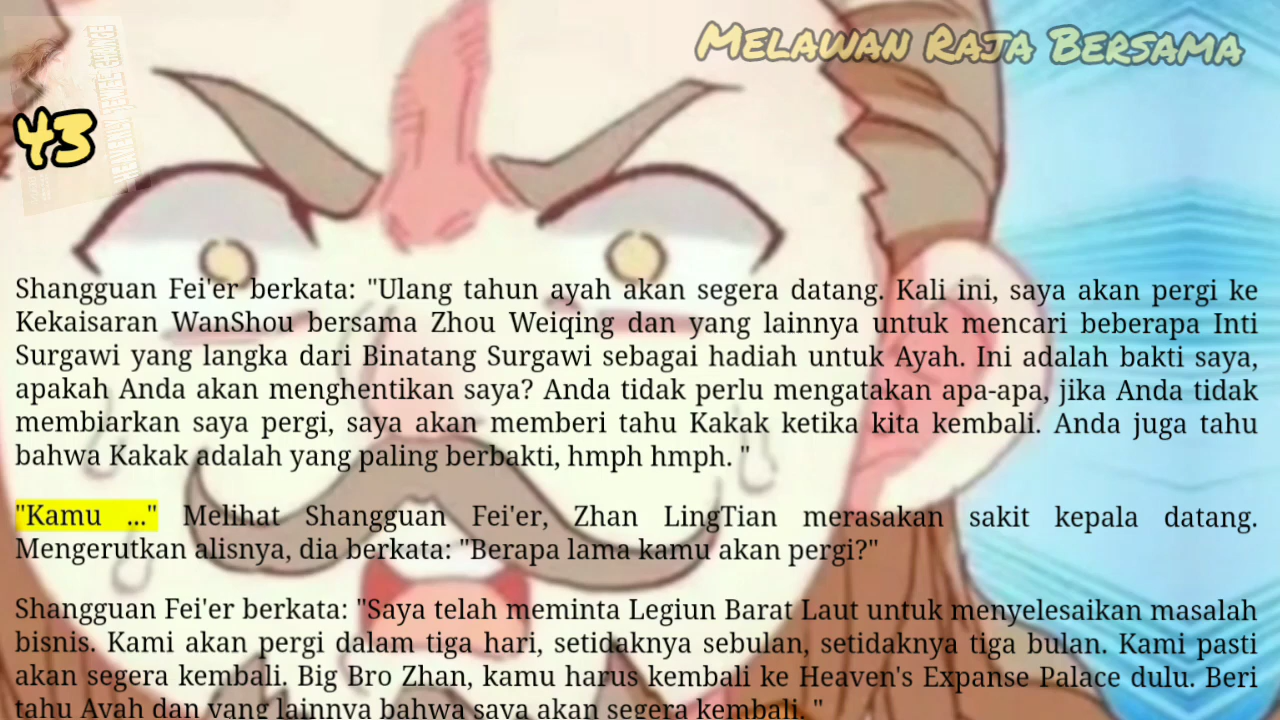 Melawan Raja Bersama
43
HEAVENLY JEWEL CHANGE
Shangguan Fei'er berkata: "Ulang tahun ayah akan segera datang. Kali ini, saya akan pergi ke
Kekaisaran WanShou bersama Zhou Weiqing dan yang lainnya untuk mencari beberapa Inti
Surgawi yang langka dari Binatang Surgawi sebagai hadiah untuk Ayah. Ini adalah bakti saya,
apakah Anda akan menghentikan saya? Anda tidak perlu mengatakan apa-apa, jika Anda tidak
membiarkan saya pergi, saya akan memberi tahu Kakak ketika kita kembali. Anda juga tahu
bahwa Kakak adalah yang paling berbakti, hmph hmph. "
"Kamu ..." Melihat Shangguan Fei'er, Zhan LingTian merasakan sakit kepala datang.
Mengerutkan alisnya, dia berkata: "Berapa lama kamu akan pergi?"
Shangguan Fei'er berkata: "Saya telah meminta Legiun Barat Laut untuk menyelesaikan masalah
bisnis. Kami akan pergi dalam tiga hari, setidaknya sebulan, setidaknya tiga bulan. Kami pasti
akan segera kembali. Big Bro Zhan, kamu harus kembali ke Heaven's Expanse Palace dulu. Beri
tahu Ayah dan yang lainnya bahwa saya akan segera kembali. "